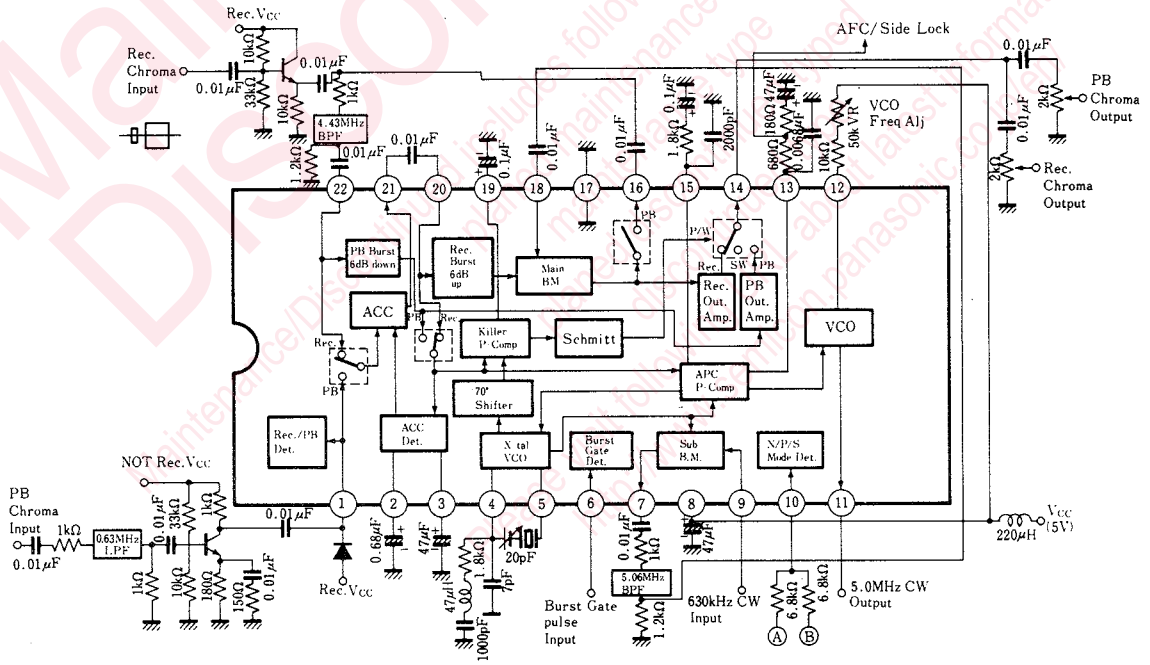 Rec.Vcc
AFC/Side Lock
Rec.
Chroma
Input
10kΩ
0.01μF
33kΩ
0.01μF
10kΩ
1kΩ
4.43MHz
BPF
1.2kΩ
0.01μF
0.01μF
0.1μF
0.01μF
0.01μF
0.1μF
1.8kΩ
2000pF
47μF
180Ω
680Ω
0.0068μF
10kΩ
50k VR
VCO
Freq Alj
0.01μF
2kΩ
PB
Chroma
Output
0.01μF
2kΩ
Rec.
Chroma
Output
22
21
20
19
18
17
16
15
14
13
12
PB Burst
6dB down
Rec.
Burst
6dB
up
Main
BM
PB
P/W
Rec.
SW
PB
Rec.
Out.
Amp.
PB
Out.
Amp.
ACC
PB
Rec.
Killer
P-Comp
Schmitt
VCO
Rec.
PB
70°
Shifter
APC
P-Comp
Rec./PB
Det.
ACC
Det.
X-tal
VCO
Burst
Gate
Det.
Sub
B.M.
N/P/S
Mode Det.
1
2
3
4
5
6
7
8
9
10
11
NOT Rec.Vcc
PB
Chroma
Input
0.01μF
1kΩ
0.63MHz
LPF
1kΩ
0.01μF
33kΩ
1kΩ
10kΩ
180Ω
150Ω
0.01μF
0.01μF
Rec.Vcc
0.68μF
47μF
1.8kΩ
47μH
1000pF
7pF
20pF
Burst Gate
pulse
Input
0.01μF
1kΩ
5.06MHz
BPF
1.2kΩ
47μF
630kHz CW
Input
6.8kΩ
6.8kΩ
A
B
5.0MHz CW
Output
220μH
Vcc
(5V)